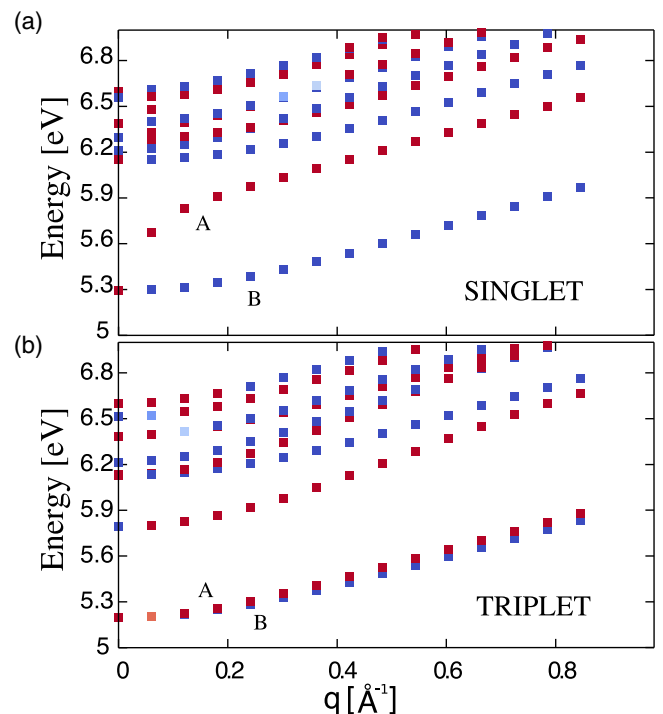 (a)
6.8
6.5
6.2
5.9
5.6
5.3
5
Energy [eV]
A
B
SINGLET
(b)
6.8
6.5
6.2
5.9
5.6
5.3
5
Energy [eV]
A
B
TRIPLET
0 0.2 0.4 0.6 0.8
q [Å⁻¹]